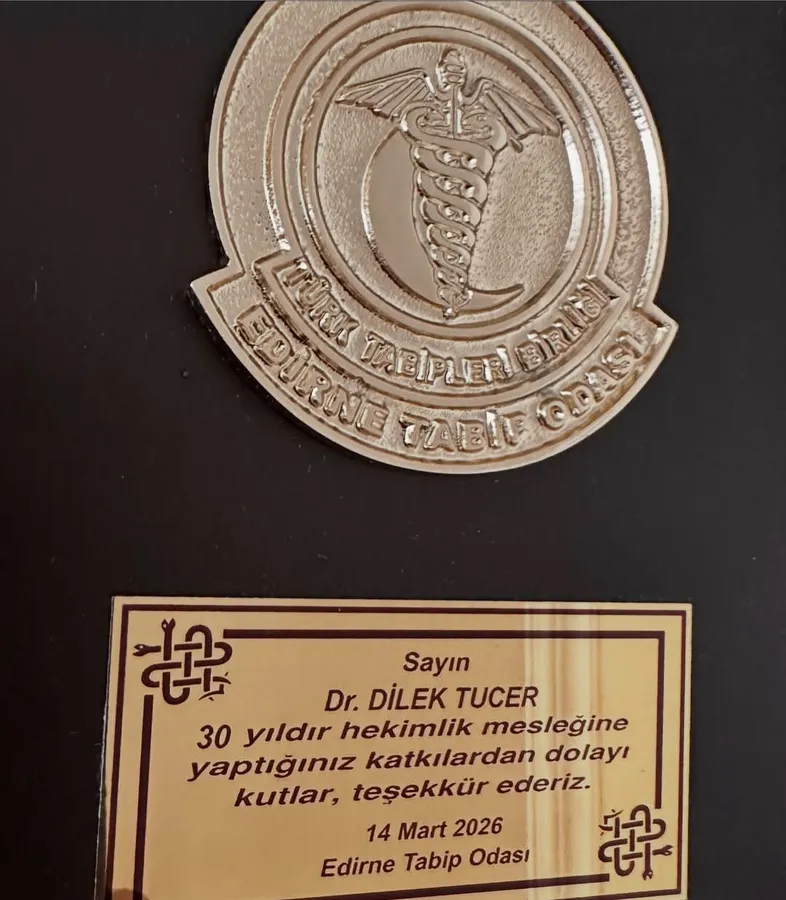 TÜRK TABİPLERİ BİRLİĞİ
EDİRNE TABİP ODASI
Sayın
Dr. DİLEK TUCER
30 yıldır hekimlik mesleğine
yaptığınız katkılardan dolayı
kutlar, teşekkür ederiz.
14 Mart 2026
Edirne Tabip Odası